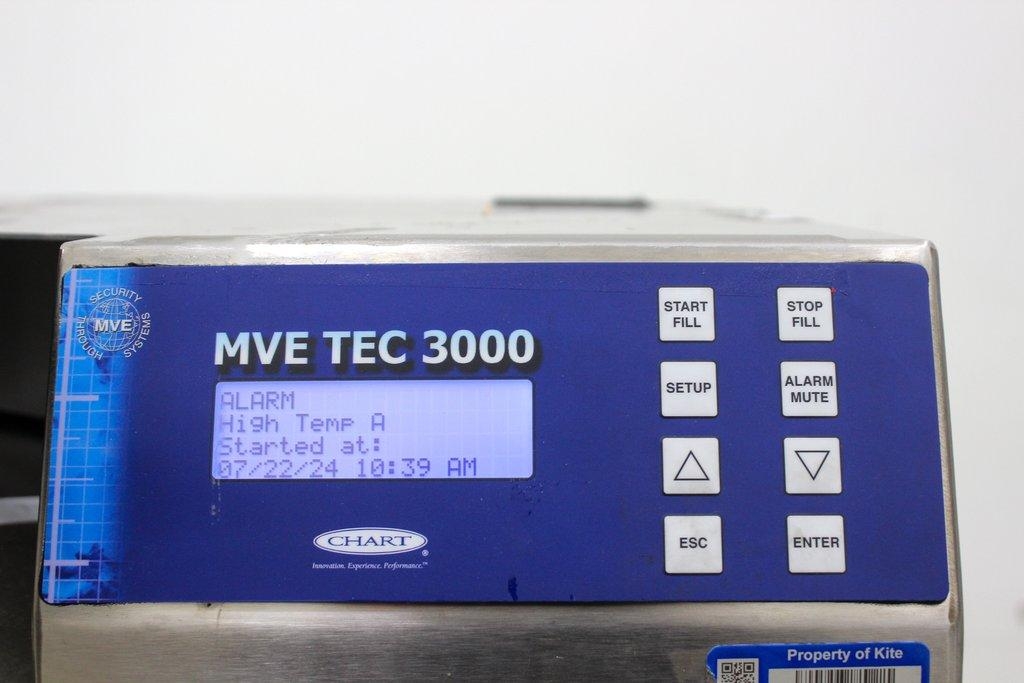 SECURITY
THROUGH
SYSTEMS
MVE
MVE TEC 3000
ALARM
High Temp A
Started at:
07/22/24 10:39 AM
CHART
®
Innovation. Experience. Performance.™
START
FILL
STOP
FILL
SETUP
ALARM
MUTE
ESC
ENTER
Property of Kite